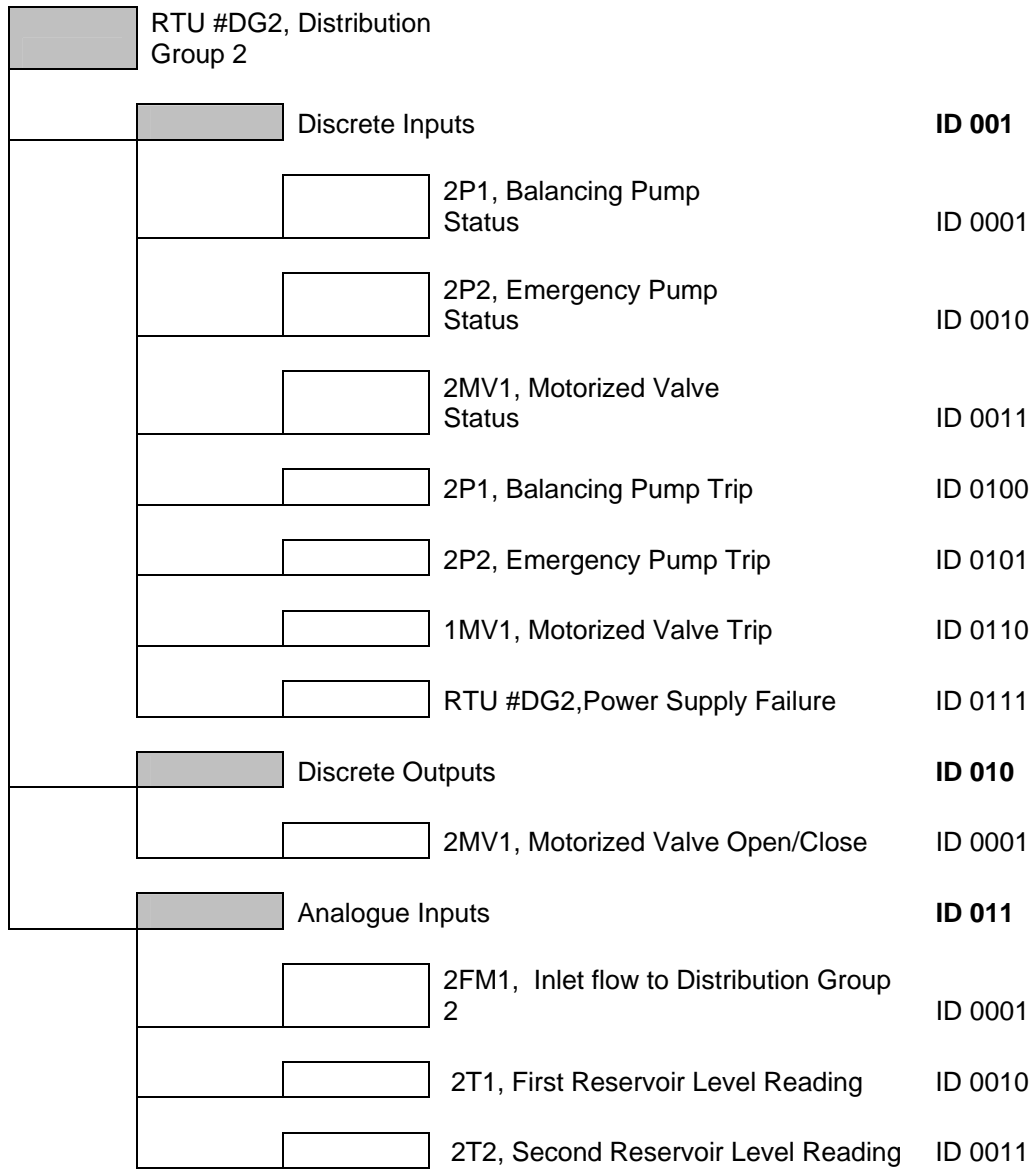 RTU #DG2, Distribution
Group 2
Discrete Inputs ID 001
2P1, Balancing Pump
Status ID 0001
2P2, Emergency Pump
Status ID 0010
2MV1, Motorized Valve
Status ID 0011
2P1, Balancing Pump Trip ID 0100
2P2, Emergency Pump Trip ID 0101
1MV1, Motorized Valve Trip ID 0110
RTU #DG2,Power Supply Failure ID 0111
Discrete Outputs ID 010
2MV1, Motorized Valve Open/Close ID 0001
Analogue Inputs ID 011
2FM1, Inlet flow to Distribution Group
2 ID 0001
2T1, First Reservoir Level Reading ID 0010
2T2, Second Reservoir Level Reading ID 0011